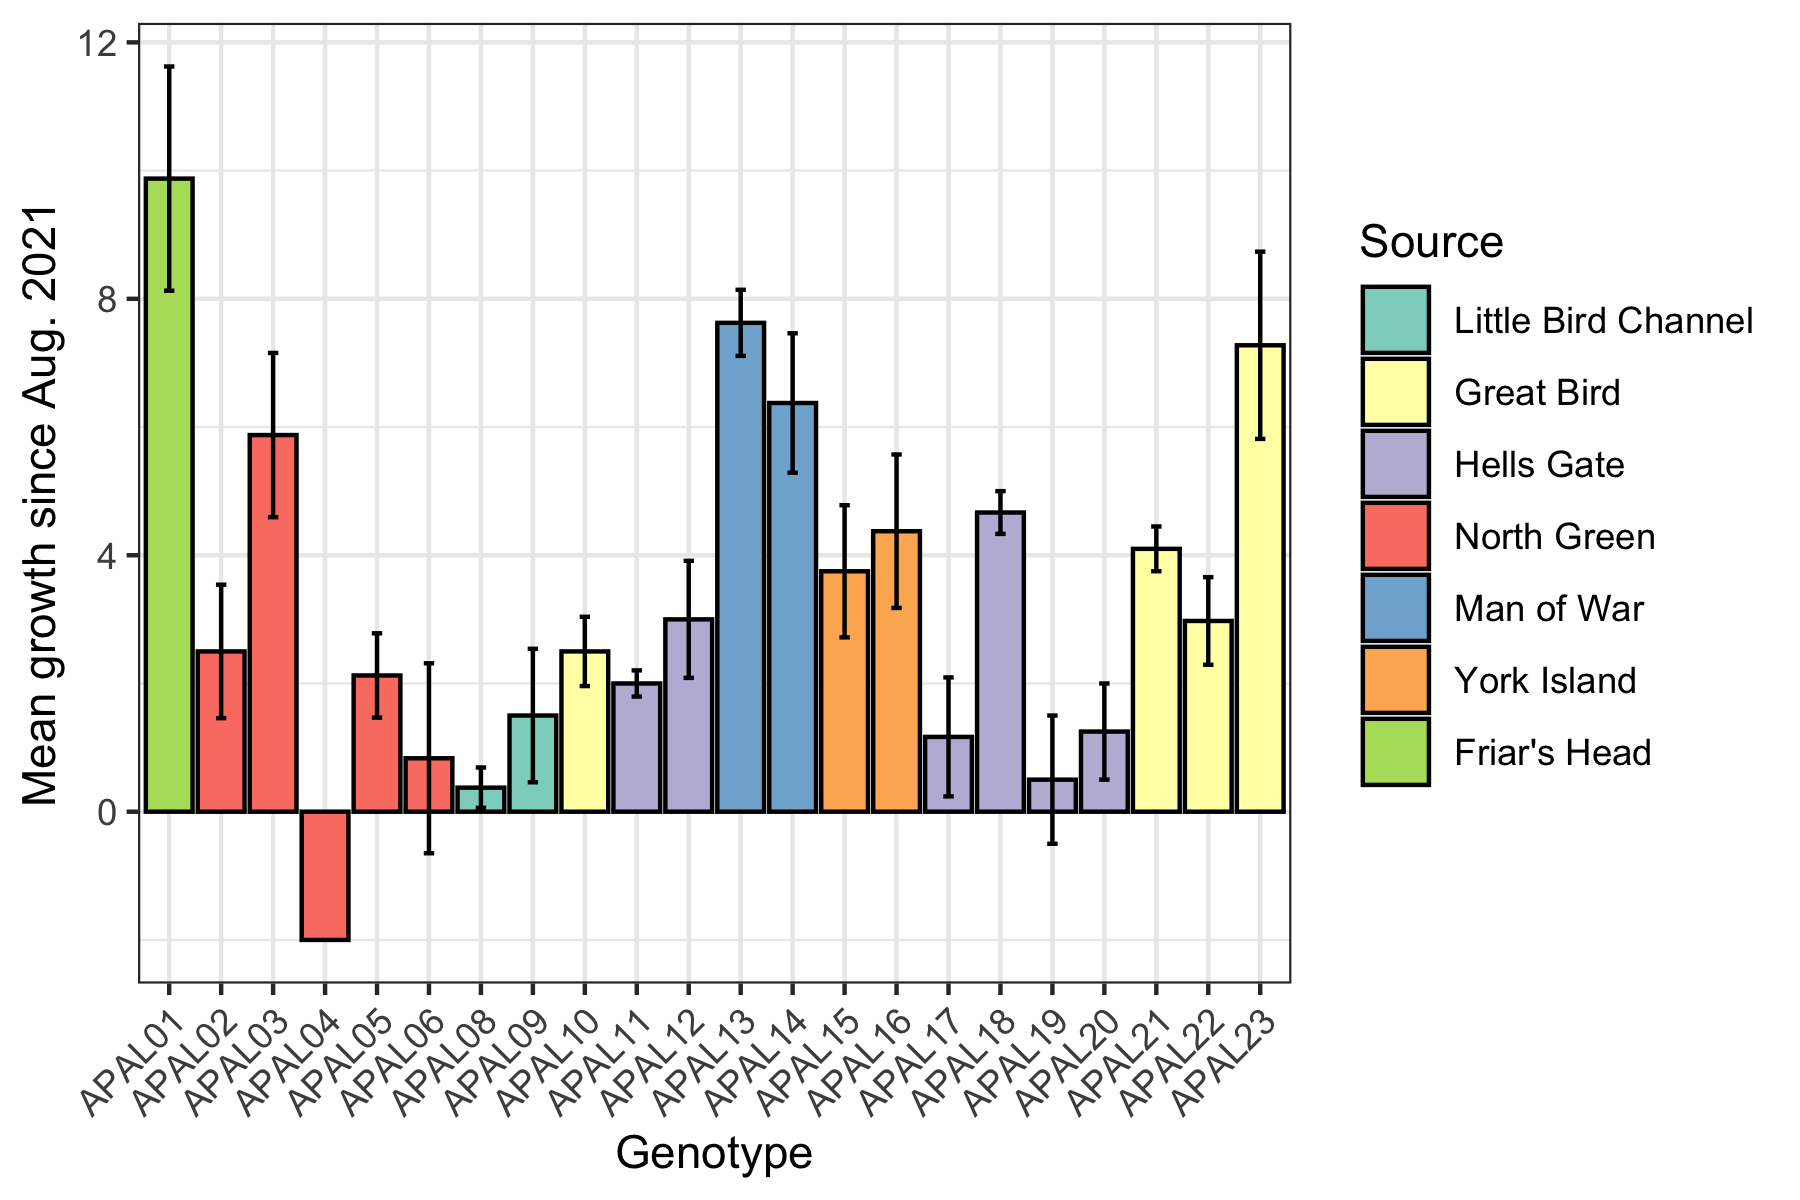 Mean growth since Aug. 2021
12
8
4
0
APAL01
APAL02
APAL03
APAL04
APAL05
APAL06
APAL08
APAL09
APAL10
APAL11
APAL12
APAL13
APAL14
APAL15
APAL16
APAL17
APAL18
APAL19
APAL20
APAL21
APAL22
APAL23
Genotype
Source
Little Bird Channel
Great Bird
Hells Gate
North Green
Man of War
York Island
Friar's Head